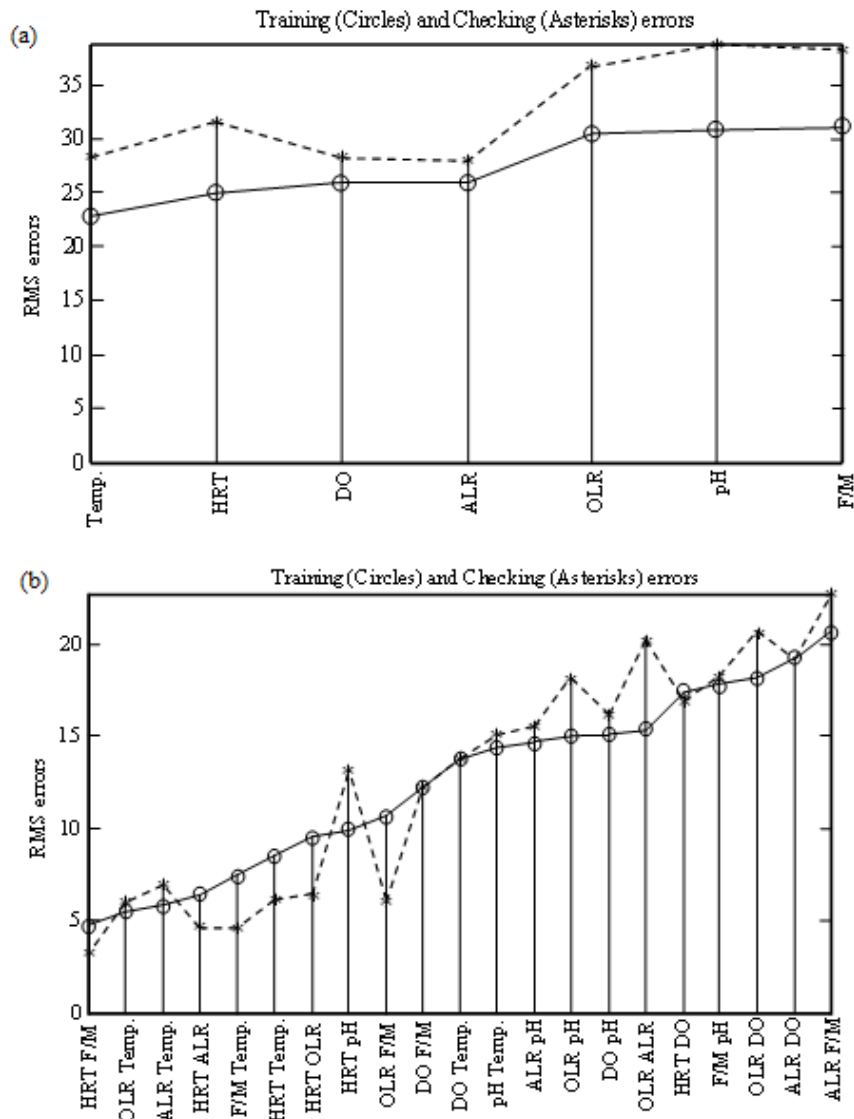 (a)
Training (Circles) and Checking (Asterisks) errors
RMS errors
35
30
25
20
15
10
5
0
Temp.
HRT
DO
ALR
OLR
pH
F/M
(b)
Training (Circles) and Checking (Asterisks) errors
RMS errors
20
15
10
5
0
HRT F/M
OLR Temp.
ALR Temp.
HRT ALR
F/M Temp.
HRT Temp.
HRT OLR
HRT pH
OLR F/M
DO F/M
DO Temp.
pH Temp.
ALR pH
OLR pH
DO pH
OLR ALR
HRT DO
F/M pH
OLR DO
ALR DO
ALR F/M